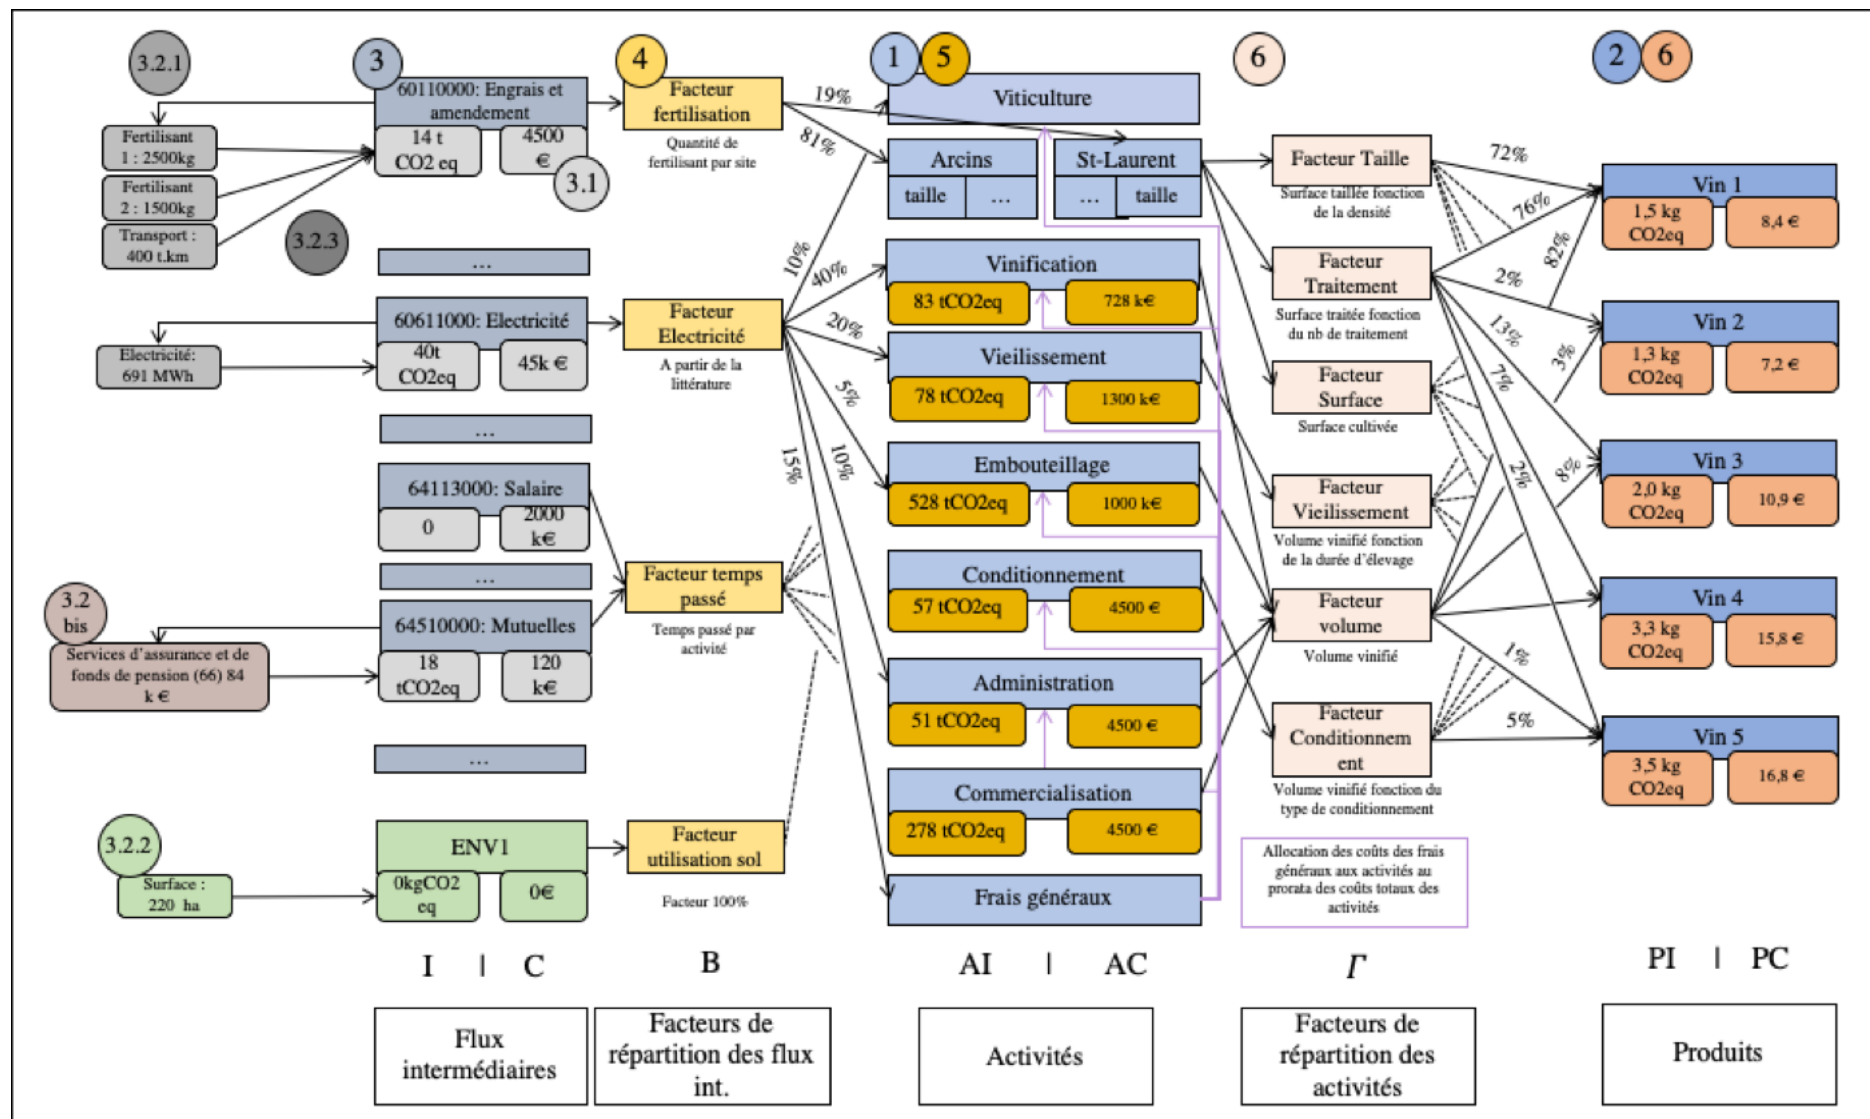 3.2.1
3
60110000: Engrais et
amendement
14 t
CO2 eq
4500
€
3.1
Fertilisant
1 : 2500kg
Fertilisant
2 : 1500kg
Transport :
400 t.km
3.2.3
...
60611000: Electricité
40t
CO2eq
45k €
Electricité:
691 MWh
...
64113000: Salaire
0
2000
k€
...
3.2
bis
64510000: Mutuelles
18
tCO2eq
120
k€
Services d'assurance et de
fonds de pension (66) 84
k €
...
3.2.2
ENV1
0kgCO2
eq
0€
Surface :
220 ha
4
Facteur
fertilisation
Quantité de
fertilisant par site
Facteur
Electricité
A partir de la
littérature
Facteur temps
passé
Temps passé par
activité
Facteur
utilisation sol
Facteur 100%
19%
81%
10%
40%
20%
5%
10%
15%
1
5
Viticulture
Arcins
taille
...
St-Laurent
...
taille
Vinification
83 tCO2eq
728 k€
Vieilissement
78 tCO2eq
1300 k€
Embouteillage
528 tCO2eq
1000 k€
Conditionnement
57 tCO2eq
4500 €
Administration
51 tCO2eq
4500 €
Commercialisation
278 tCO2eq
4500 €
Frais généraux
6
Facteur Taille
Surface taillée fonction
de la densité
Facteur
Traitement
Surface traitée fonction
du nb de traitement
Facteur
Surface
Surface cultivée
Facteur
Vieilissement
Volume vinifié fonction
de la durée d'élevage
Facteur
volume
Volume vinifié
Facteur
Conditionnem
ent
Volume vinifié fonction du
type de conditionnement
Allocation des coûts des frais
généraux aux activités au
prorata des coûts totaux des
activités
72%
76%
82%
2%
13%
3%
7%
2%
8%
1%
5%
2
6
Vin 1
1,5 kg
CO2eq
8,4 €
Vin 2
1,3 kg
CO2eq
7,2 €
Vin 3
2,0 kg
CO2eq
10,9 €
Vin 4
3,3 kg
CO2eq
15,8 €
Vin 5
3,5 kg
CO2eq
16,8 €
I | C
B
AI | AC
Γ
PI | PC
Flux
intermédiaires
Facteurs de
répartition des flux
int.
Activités
Facteurs de
répartition des
activités
Produits